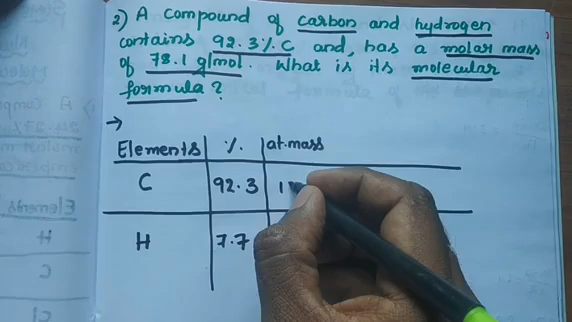 2) A compound of carbon and hydrogen
contains 92.3% C and, has a molar mass
of 78.1 g/mol. What is its molecular
formula?
→
Elements % at.mass
C 92.3 1
H 7.7